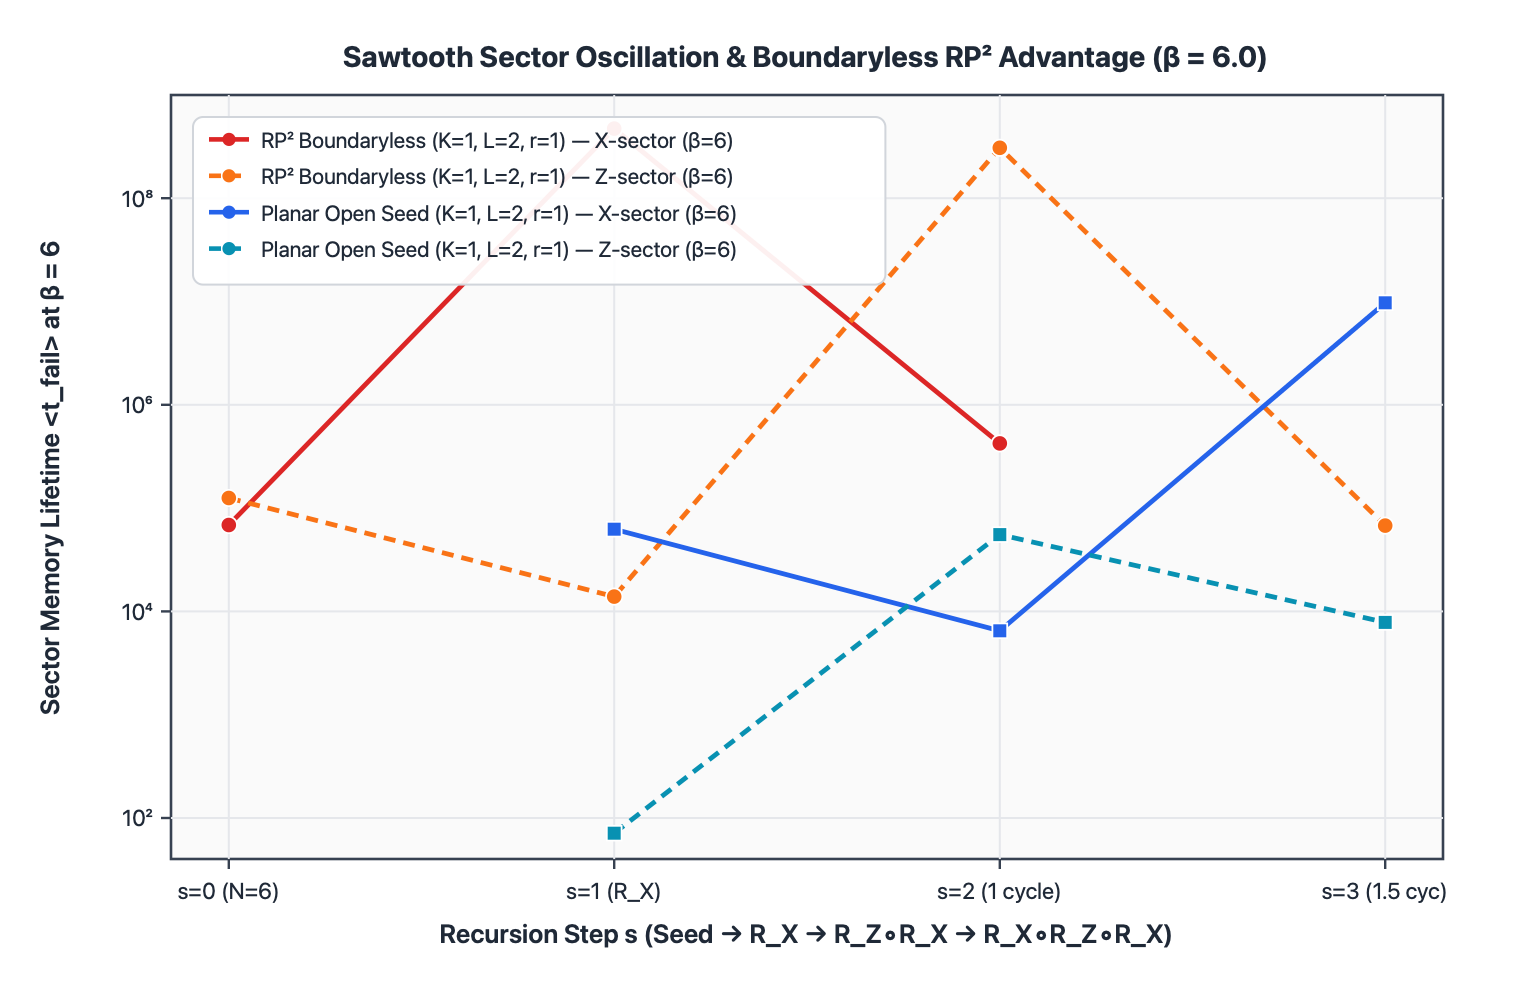 Sawtooth Sector Oscillation & Boundaryless RP² Advantage (β = 6.0)
RP² Boundaryless (K=1, L=2, r=1) — X-sector (β=6)
RP² Boundaryless (K=1, L=2, r=1) — Z-sector (β=6)
Planar Open Seed (K=1, L=2, r=1) — X-sector (β=6)
Planar Open Seed (K=1, L=2, r=1) — Z-sector (β=6)
Sector Memory Lifetime <t_fail> at β = 6
10⁸
10⁶
10⁴
10²
s=0 (N=6)
s=1 (R_X)
s=2 (1 cycle)
s=3 (1.5 cyc)
Recursion Step s (Seed → R_X → R_Z∘R_X → R_X∘R_Z∘R_X)